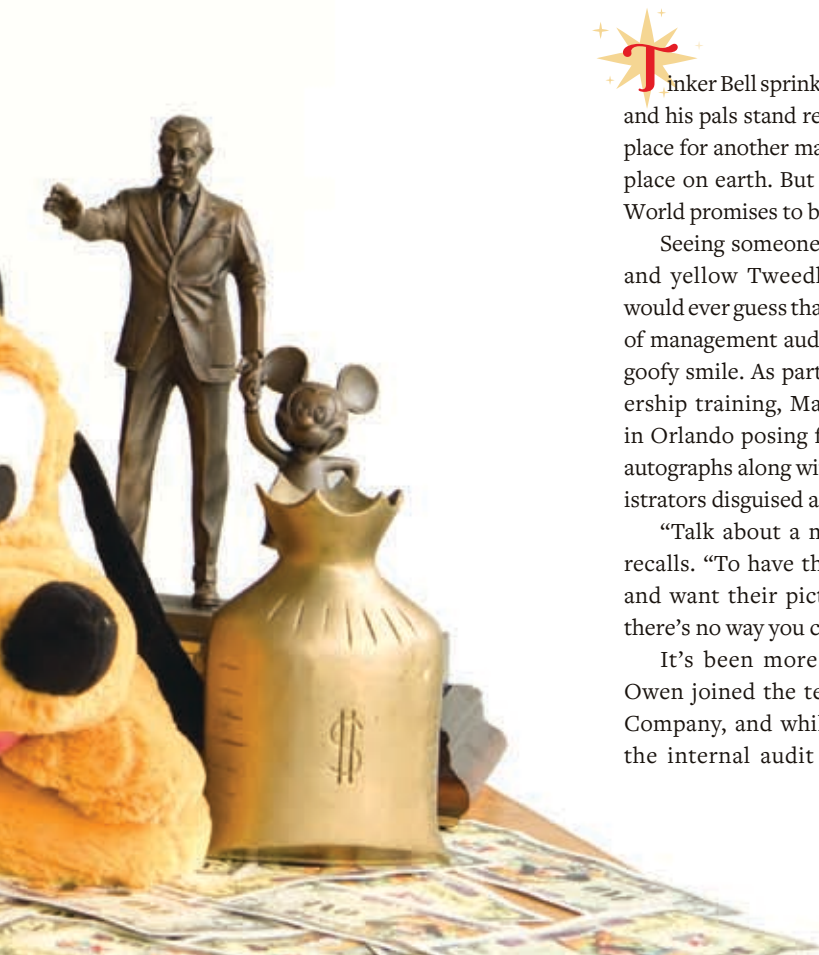 Tinker Bell sprink
and his pals stand re
place for another ma
place on earth. But
World promises to b
Seeing someone
and yellow Tweedl
would ever guess tha
of management aud
goofy smile. As part
ership training, Ma
in Orlando posing f
autographs along wi
istrators disguised a
“Talk about a m
recalls. “To have th
and want their pict
there’s no way you c
It’s been more
Owen joined the te
Company, and whil
the internal audit
$